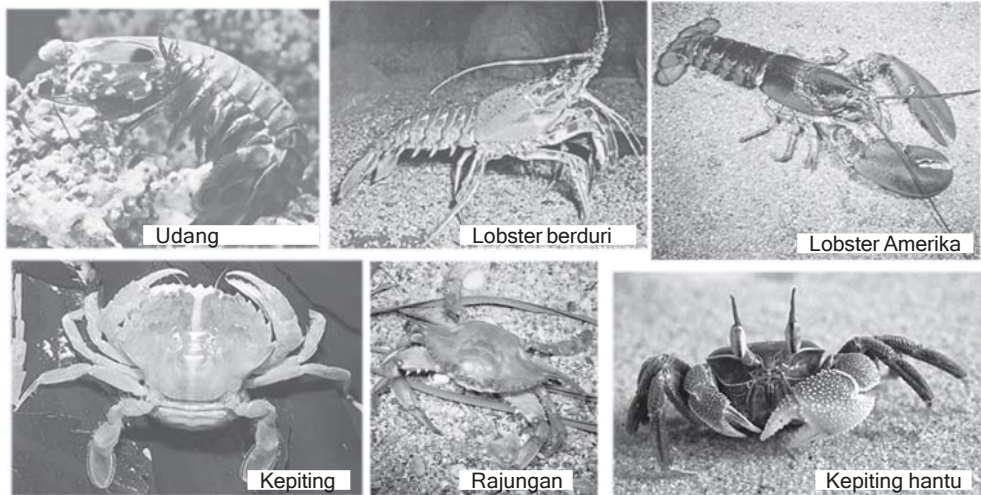 Udang
Lobster berduri
Lobster Amerika
Kepiting
Rajungan
Kepiting hantu